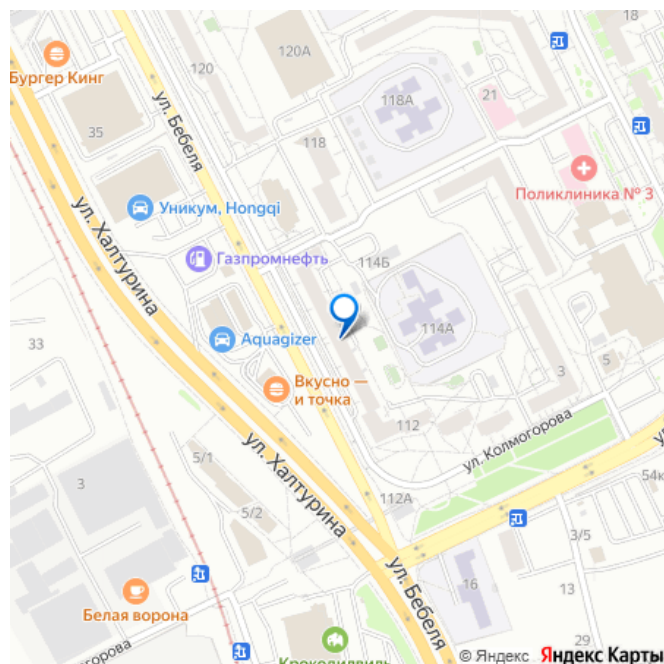 18
120А
Бургер Кинг
120
118А
21
35
ул. Бебеля
118
Поликлиника № 3
Уникум, Hongqi
ул. Халтурина
Газпромнефть
114Б
114А
33
Aquagizer
3
5
Вкусно —
и точка
112
ул. Колмогорова
5/1
ул. Халтурина
3
54к
112А
5/2
3/5
ул. Бебеля
16
13
Белая ворона
29
Крокодилвиль
© Яндекс Яндекс Карты